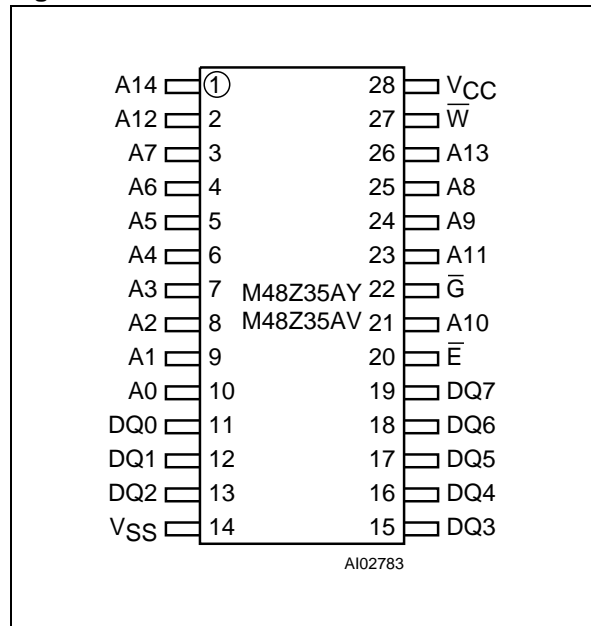 A14 1 28 VCC
A12 2 27 W̅
A7 3 26 A13
A6 4 25 A8
A5 5 24 A9
A4 6 23 A11
A3 7 M48Z35AY 22 G̅
A2 8 M48Z35AV 21 A10
A1 9 20 E̅
A0 10 19 DQ7
DQ0 11 18 DQ6
DQ1 12 17 DQ5
DQ2 13 16 DQ4
VSS 14 15 DQ3
AI02783